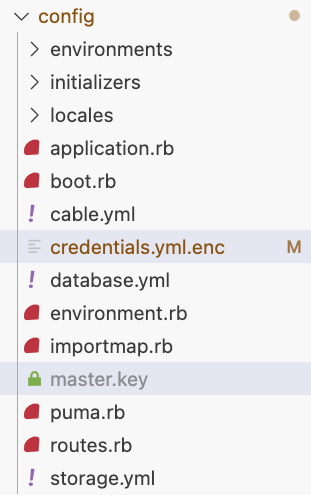 config
environments
initializers
locales
application.rb
boot.rb
! cable.yml
credentials.yml.enc M
! database.yml
environment.rb
importmap.rb
master.key
puma.rb
routes.rb
! storage.yml